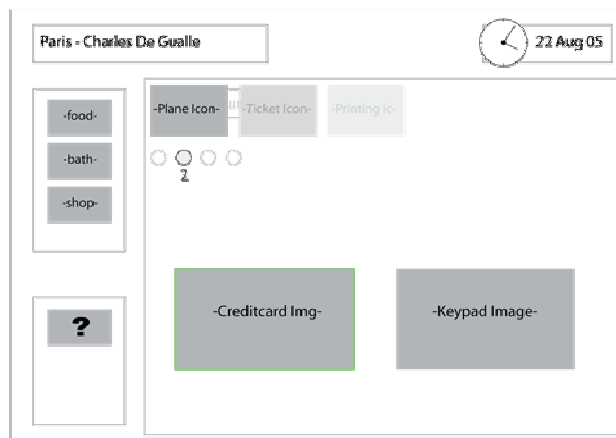 Paris - Charles De Gualle
22 Aug 05
-food-
-bath-
-shop-
?
-Plane Icon-
-Ticket Icon-
-Printing ic-
2
-Creditcard Img-
-Keypad Image-